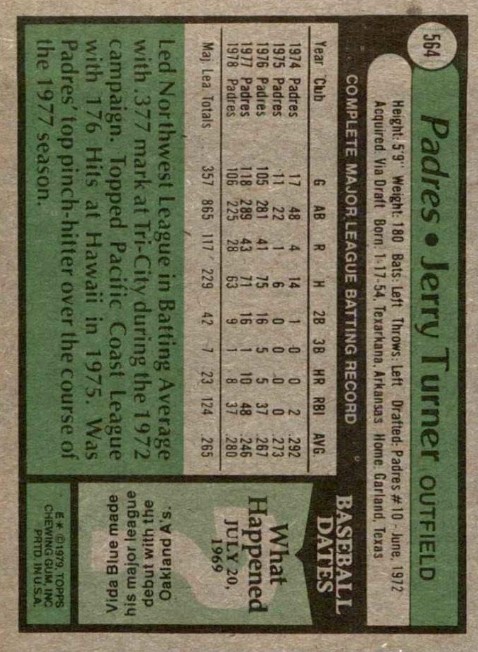 564
Padres • Jerry Turner OUTFIELD
Height: 5'9" Weight: 180 Bats: Left Throws: Left Drafted: Padres #10 - June, 1972
Acquired: Via Draft Born: 1-17-54, Texarkana, Arkansas Home: Garland, Texas
COMPLETE MAJOR LEAGUE BATTING RECORD
Year Club G AB R H 2B 3B HR RBI AVG.
1974 Padres 17 48 4 14 1 0 0 2 .292
1975 Padres 11 22 1 6 0 0 0 0 .273
1976 Padres 105 281 41 75 16 5 5 37 .267
1977 Padres 118 289 43 71 16 1 10 48 .246
1978 Padres 106 225 28 63 9 1 8 37 .280
Maj. Lea. Totals 357 865 117 229 42 7 23 124 .265
Led Northwest League in Batting Average
with .377 mark at Tri-City during the 1972
campaign. Topped Pacific Coast League
with 176 Hits at Hawaii in 1975. Was
Padres' top pinch-hitter over the course of
the 1977 season.
BASEBALL
DATES
What
Happened
JULY 20,
1969
?
Vida Blue made
his major league
debut with the
Oakland A's.
E* © 1979, TOPPS
CHEWING GUM, INC
PRTD. IN U.S.A.